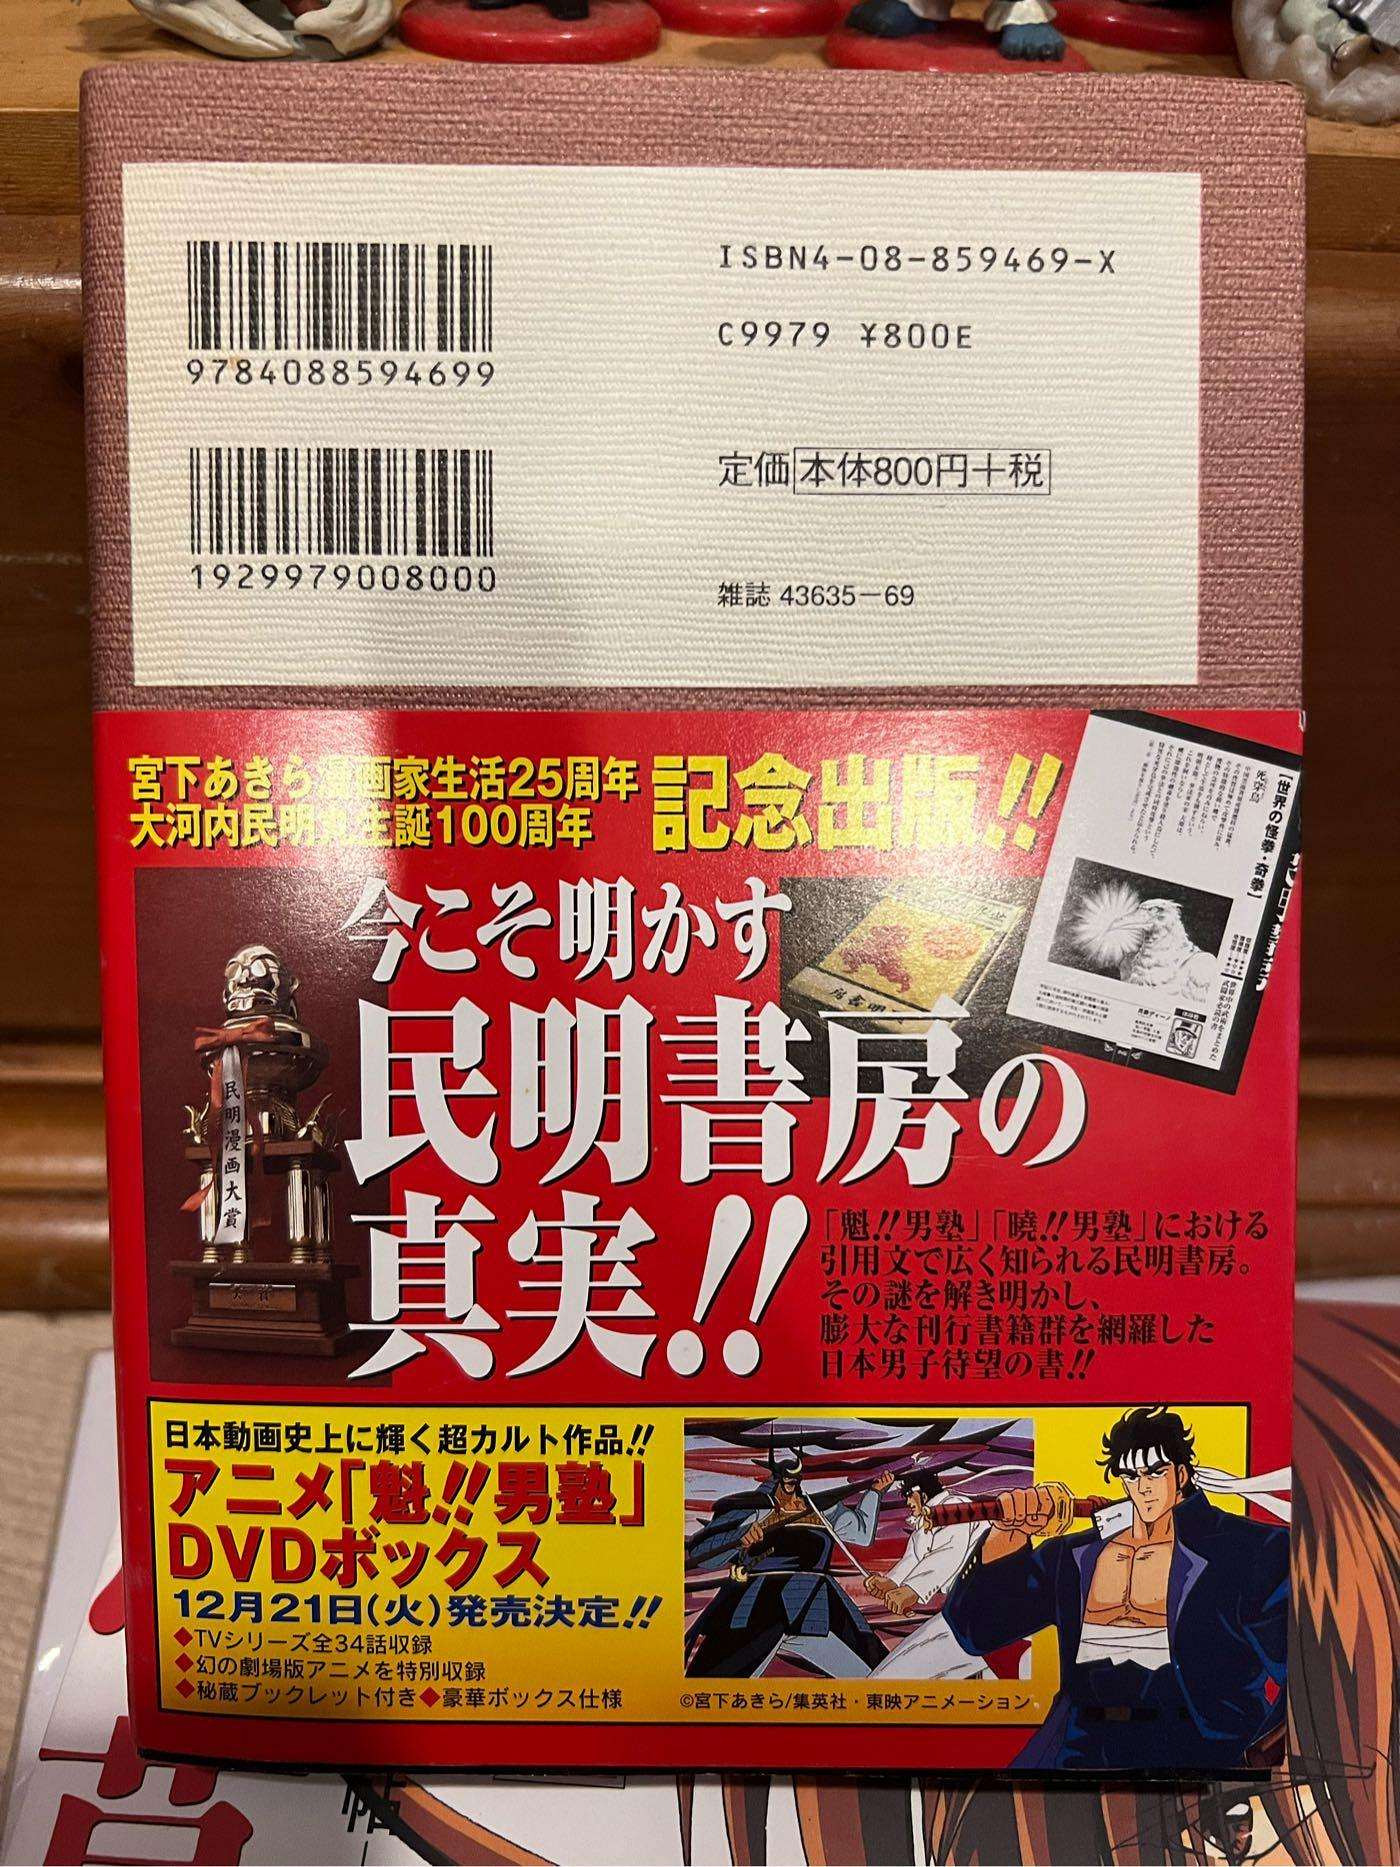 ISBN4-08-859469-X
C9979 ¥800E
9784088594699
定価 本体800円+税
1929979008000
雑誌 43635-69
宮下あきら漫画家生活25周年
大河内民明丸生誕100周年
記念出版!!
【世界の怪拳・奇拳】
今こそ明かす
民明書房の
真実!!
民明漫画大賞
大賞
「魁!!男塾」「暁!!男塾」における
引用文で広く知られる民明書房。
その謎を解き明かし、
膨大な刊行書籍群を網羅した
日本男子待望の書!!
日本動画史上に輝く超カルト作品!!
アニメ「魁!!男塾」
DVDボックス
12月21日(火)発売決定!!
◆TVシリーズ全34話収録
◆幻の劇場版アニメを特別収録
◆秘蔵ブックレット付き◆豪華ボックス仕様
©宮下あきら/集英社・東映アニメーション